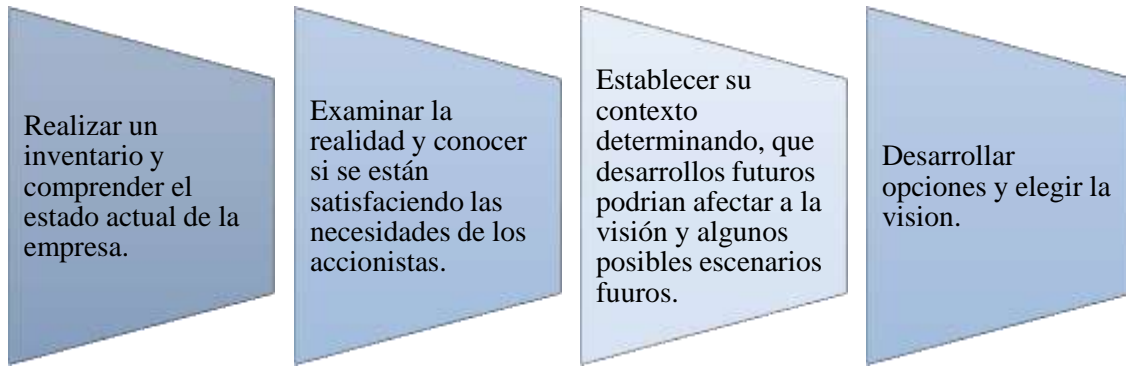 Realizar un
inventario y
comprender el
estado actual de la
empresa.
Examinar la
realidad y conocer
si se están
satisfaciendo las
necesidades de los
accionistas.
Establecer su
contexto
determinando, que
desarrollos futuros
podrian afectar a la
visión y algunos
posibles escenarios
fuuros.
Desarrollar
opciones y elegir la
vision.